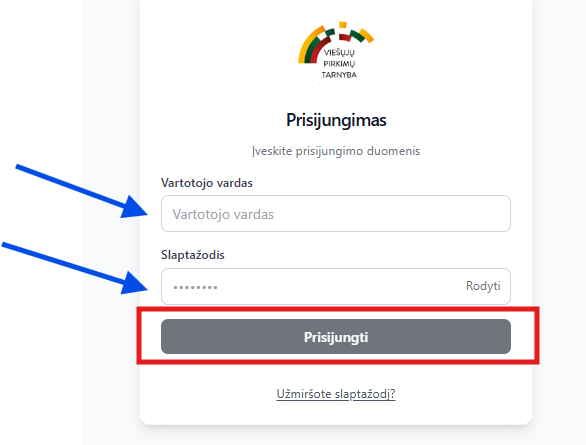 VIEŠŲJŲ
PIRKIMŲ
TARNYBA
Prisijungimas
Įveskite prisijungimo duomenis
Vartotojo vardas
Vartotojo vardas
Slaptažodis
•••••••• Rodyti
Prisijungti
Užmiršote slaptažodį?